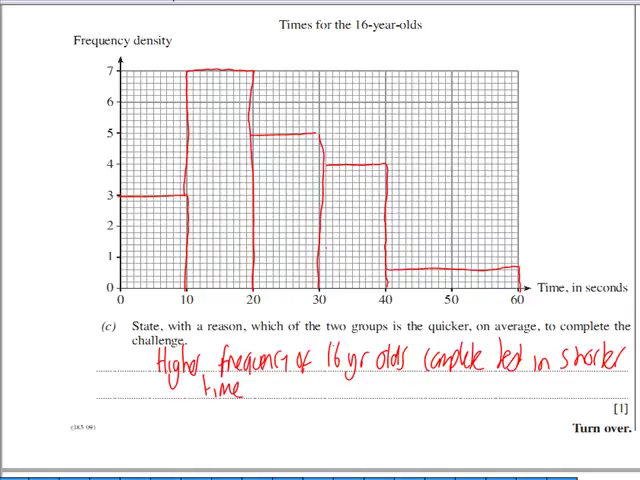 Times for the 16-year-olds
Frequency density
7
6
5
4
3
2
1
0
0 10 20 30 40 50 60
Time, in seconds
(c) State, with a reason, which of the two groups is the quicker, on average, to complete the
challenge.
Higher frequency of 16 yr olds complete test in shorter
time
[1]
(185-09)
Turn over.